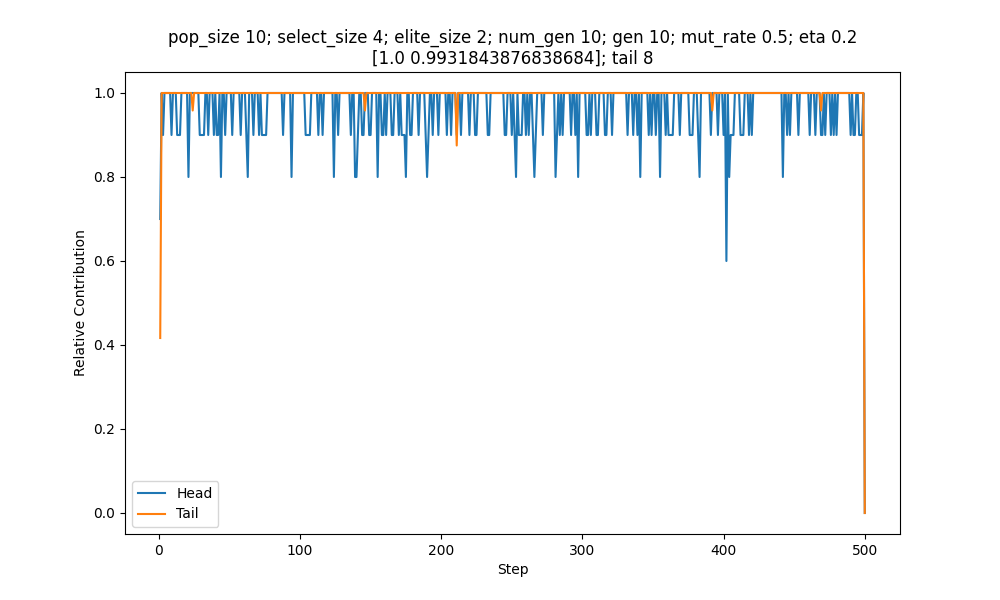 pop_size 10; select_size 4; elite_size 2; num_gen 10; gen 10; mut_rate 0.5; eta 0.2
[1.0 0.9931843876838684]; tail 8
1.0
0.8
0.6
0.4
0.2
0.0
Relative Contribution
Head
Tail
0
100
200
300
400
500
Step